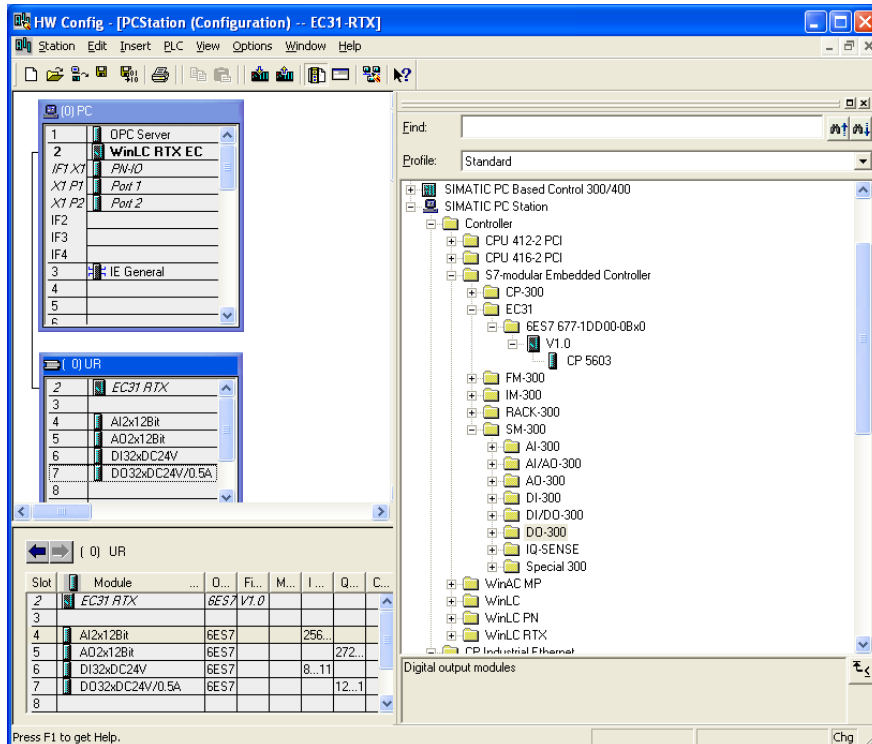 HW Config - [PCStation (Configuration) -- EC31-RTX]
Station Edit Insert PLC View Options Window Help
(0) PC
1 OPC Server
2 WinLC RTX EC
IF1 X1 PN-IO
X1 P1 Port 1
X1 P2 Port 2
IF2
IF3
IF4
3 IE General
4
5
6
( 0) UR
2 EC31 RTX
3
4 AI2x12Bit
5 AO2x12Bit
6 DI32xDC24V
7 DO32xDC24V/0.5A
8
( 0) UR
Slot Module ... O... Fi... M... I ... Q... C...
2 EC31 RTX 6ES7 V1.0
3
4 AI2x12Bit 6ES7 256...
5 AO2x12Bit 6ES7 272...
6 DI32xDC24V 6ES7 8...11
7 DO32xDC24V/0.5A 6ES7 12...1
8
Find:
Profile: Standard
SIMATIC PC Based Control 300/400
SIMATIC PC Station
Controller
CPU 412-2 PCI
CPU 416-2 PCI
S7-modular Embedded Controller
CP-300
EC31
6ES7 677-1DD00-0Bx0
V1.0
CP 5603
FM-300
IM-300
RACK-300
SM-300
AI-300
AI/AO-300
AO-300
DI-300
DI/DO-300
DO-300
IQ-SENSE
Special 300
WinAC MP
WinLC
WinLC PN
WinLC RTX
CP Industrial Ethernet
Digital output modules
Press F1 to get Help.
Chg